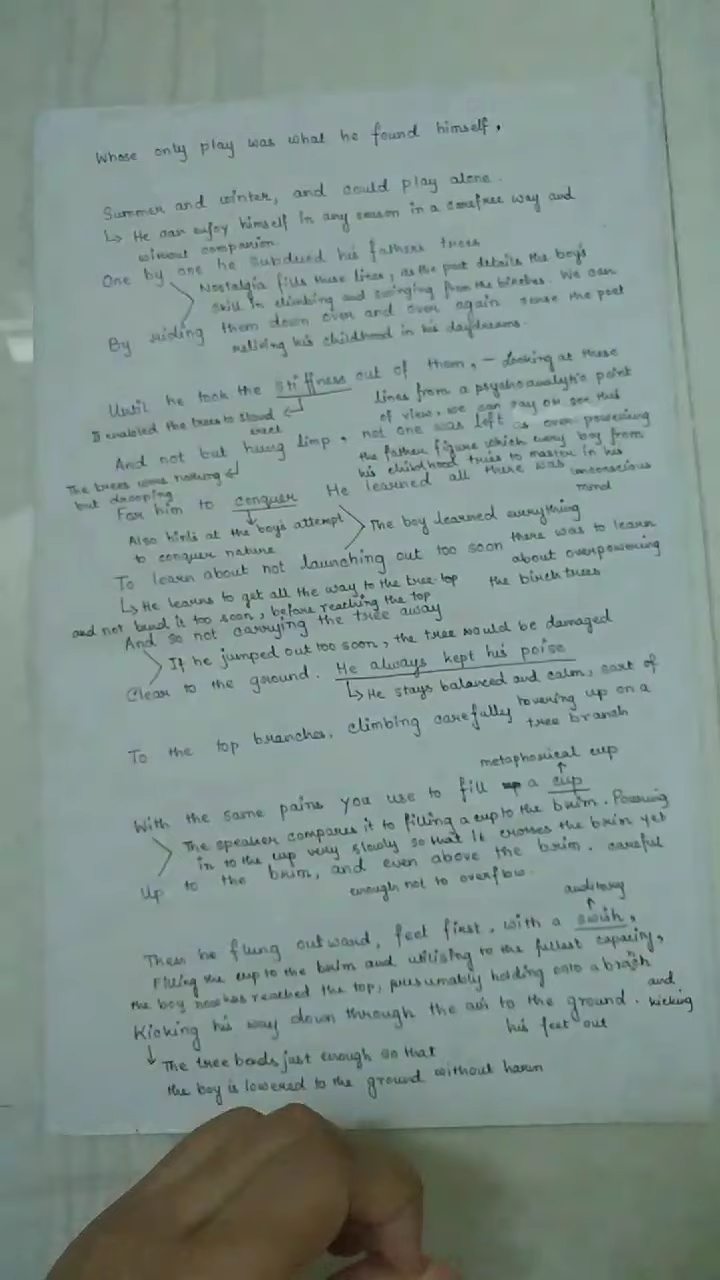 Whose only play was what he found himself,
Summer and winter, and could play alone.
↳ He can enjoy himself in any season in a carefree way and
without companion
One by one he subdued his fathers trees
Nostalgia fills these lines, as the poet details the boy's
skill in climbing and swinging from the birches. We can
By riding them down over and over again sense the poet
reliving his childhood in his daydreams.
Until he took the stiffness out of them, – Looking at these
It enabled the trees to stand erect
lines from a psychoanalytic point
of view, we can say or see this
And not but hung limp, not one was left as over powering
The trees were nothing but drooping
the father figure which every boy from
his childhood tries to master in his
unconscious mind
For him to conquer He learned all there was
Also hints at the boy's attempt
to conquer nature
The boy learned everything
there was to learn
about overpowering
the birch trees
To learn about not launching out too soon
↳ He learns to get all the way to the tree top
and not bend it too soon, before reaching the top
And so not carrying the tree away
If he jumped out too soon, the tree would be damaged
Clear to the ground. He always kept his poise
↳ He stays balanced and calm, sort of
hovering up on a
tree branch
To the top branches, climbing carefully
metaphorical cup
With the same pains you use to fill a cup
The speaker compares it to filling a cup to the brim. Pouring
in to the cup very slowly so that it crosses the brim yet
Up to the brim, and even above the brim. careful
enough not to overflow.
auditory
Then he flung outward, feet first, with a swish,
Filling the cup to the brim and utilising to the fullest capacity,
the boy reached the top, presumably holding onto a branch
Kicking his way down through the air to the ground. and kicking
his feet out
The tree bends just enough so that
the boy is lowered to the ground without harm